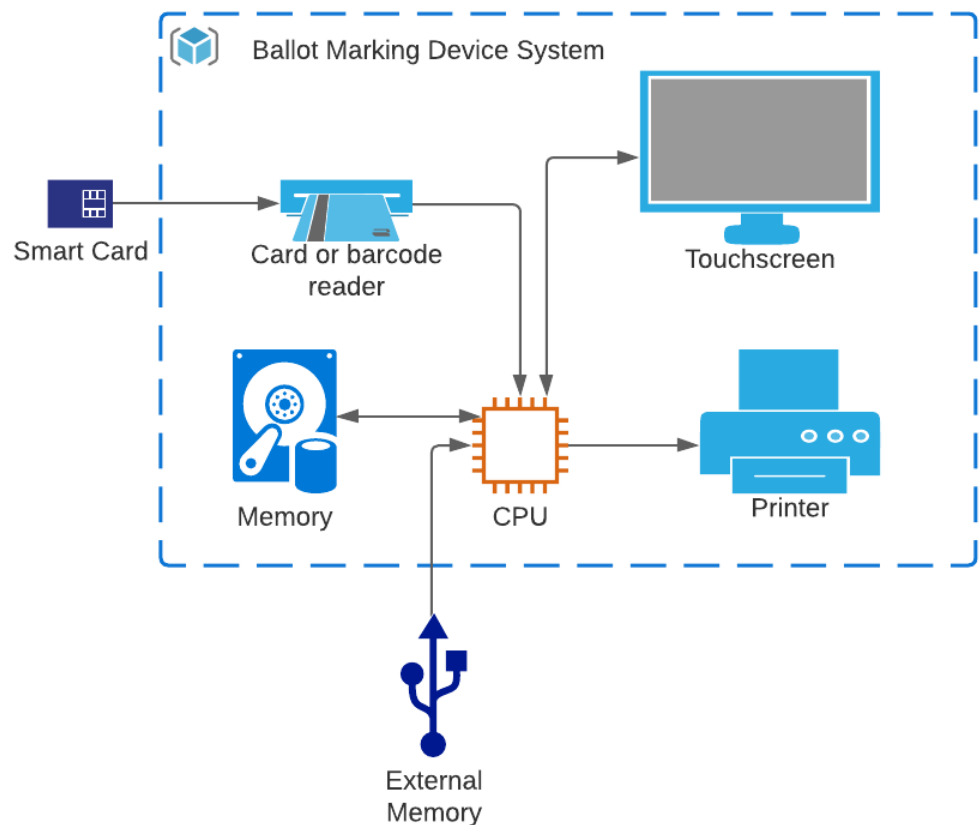 Ballot Marking Device System
Smart Card
Card or barcode
reader
Touchscreen
Memory
CPU
Printer
External
Memory